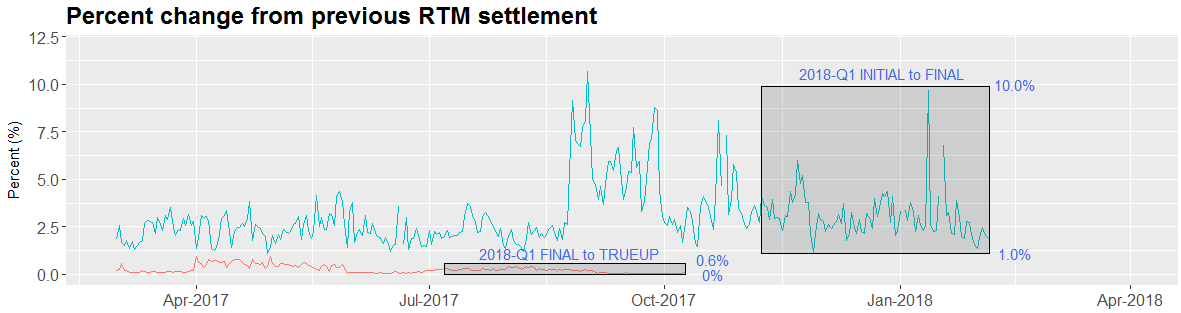 Percent change from previous RTM settlement
12.5
10.0
7.5
5.0
2.5
0.0
Percent (%)
2018-Q1 INITIAL to FINAL
10.0%
1.0%
2018-Q1 FINAL to TRUEUP
0.6%
0%
Apr-2017
Jul-2017
Oct-2017
Jan-2018
Apr-2018